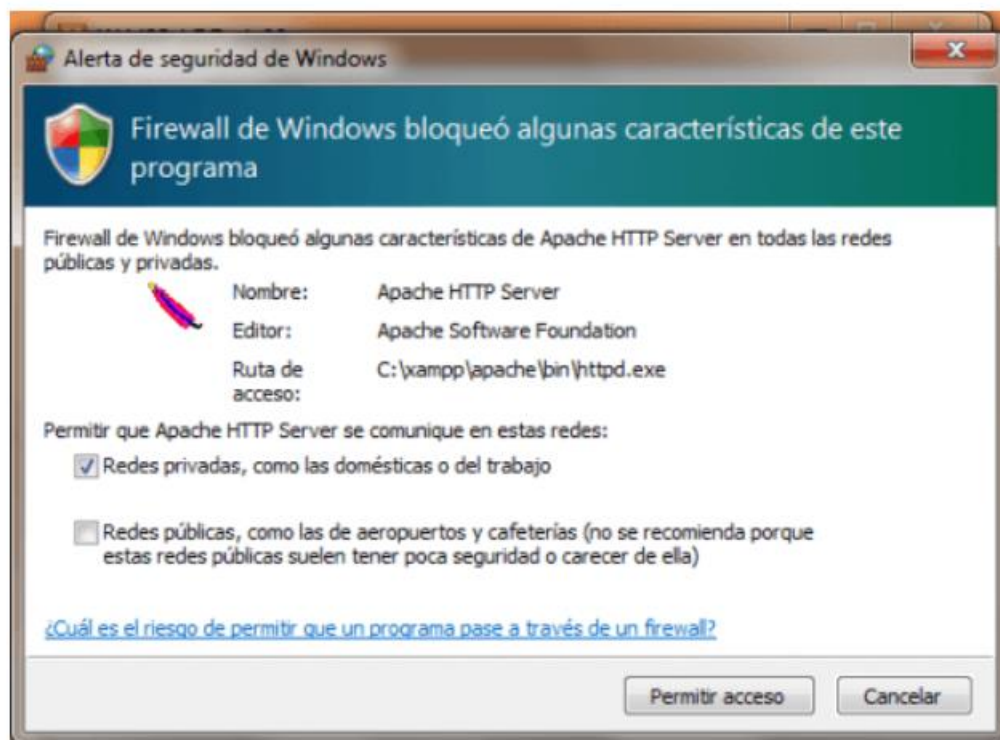 Alerta de seguridad de Windows
Firewall de Windows bloqueó algunas características de este
programa
Firewall de Windows bloqueó algunas características de Apache HTTP Server en todas las redes
públicas y privadas.
Nombre: Apache HTTP Server
Editor: Apache Software Foundation
Ruta de C:\xampp\apache\bin\httpd.exe
acceso:
Permitir que Apache HTTP Server se comunique en estas redes:
Redes privadas, como las domésticas o del trabajo
Redes públicas, como las de aeropuertos y cafeterías (no se recomienda porque
estas redes públicas suelen tener poca seguridad o carecer de ella)
¿Cuál es el riesgo de permitir que un programa pase a través de un firewall?
Permitir acceso Cancelar